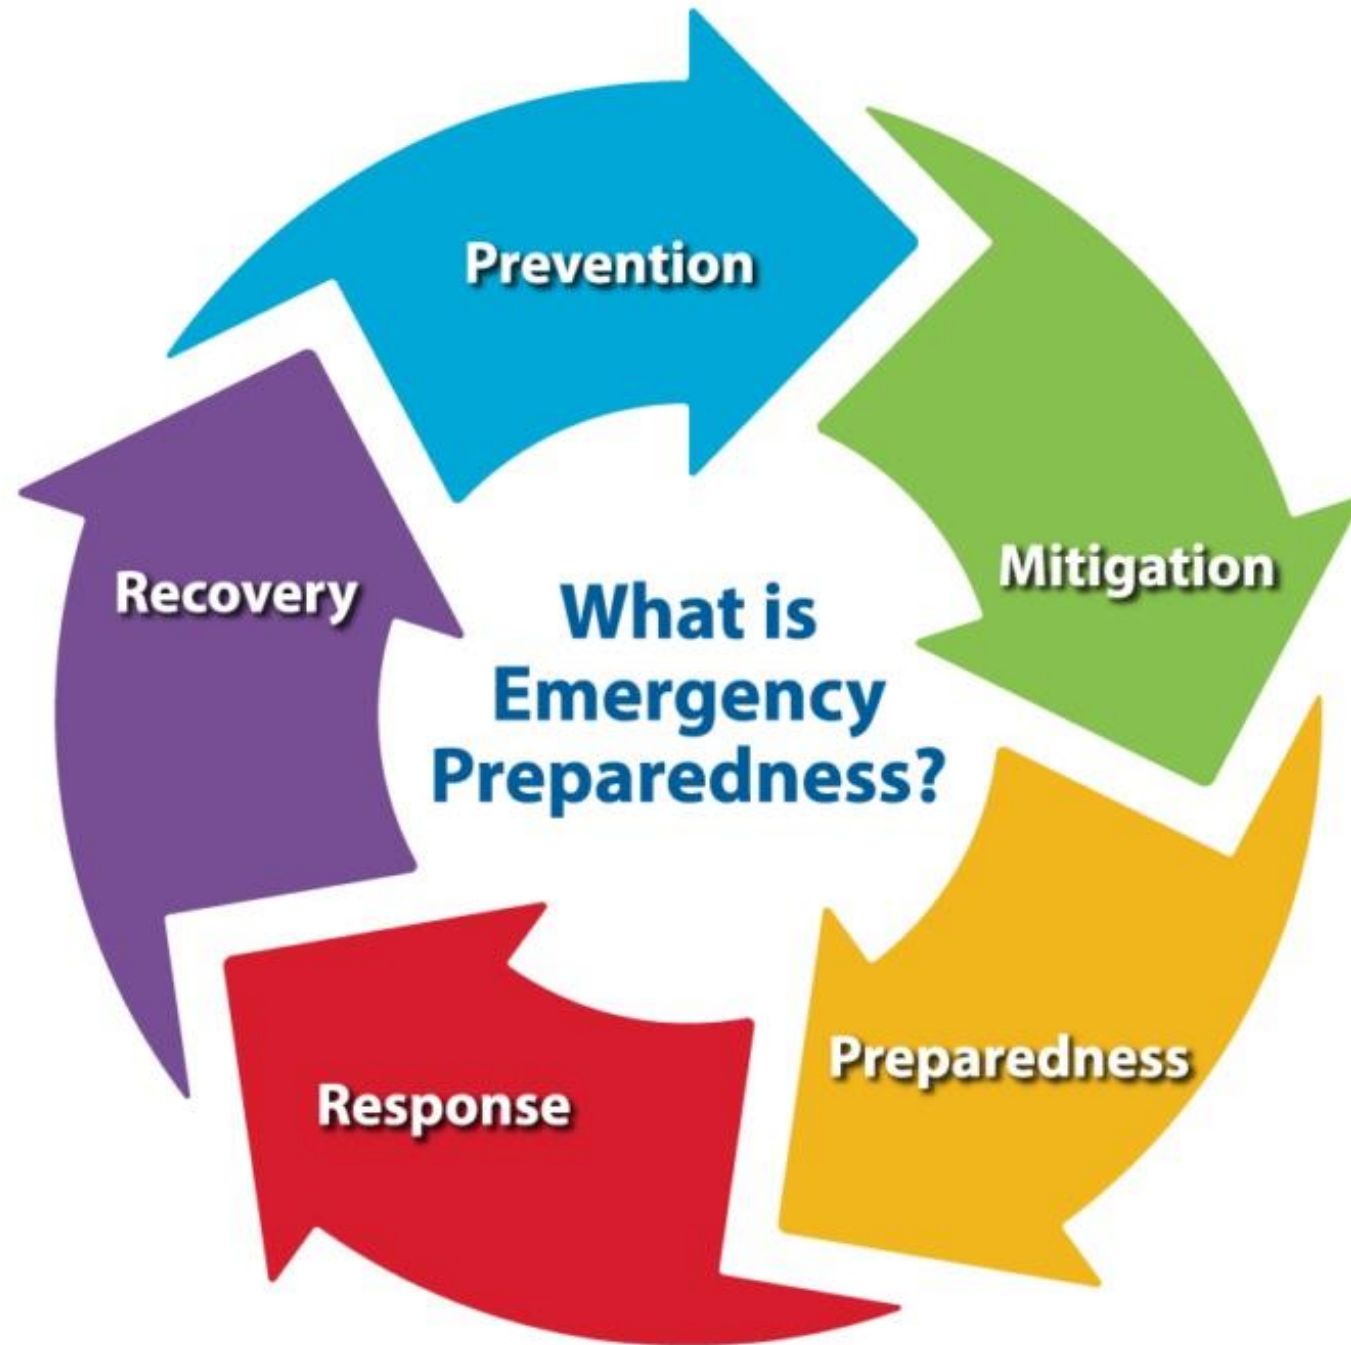 Prevention
Mitigation
Recovery
What is
Emergency
Preparedness?
Preparedness
Response